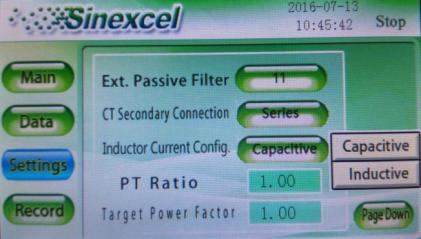 Sinexcel
2016-07-13
10:45:42 Stop
Main
Ext. Passive Filter 11
Data
CT Secondary Connection Series
Settings
Inductor Current Config. Capacitive
Capacitive
Inductive
PT Ratio 1.00
Record
Target Power Factor 1.00
Page Down